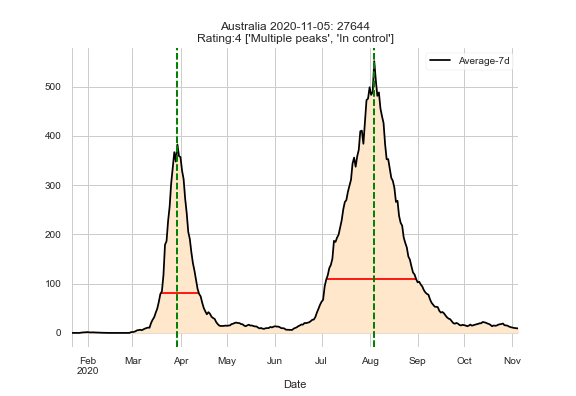 Australia 2020-11-05: 27644
Rating:4 ['Multiple peaks', 'In control']
Average-7d
500
400
300
200
100
0
Feb Mar Apr May Jun Jul Aug Sep Oct Nov
2020
Date